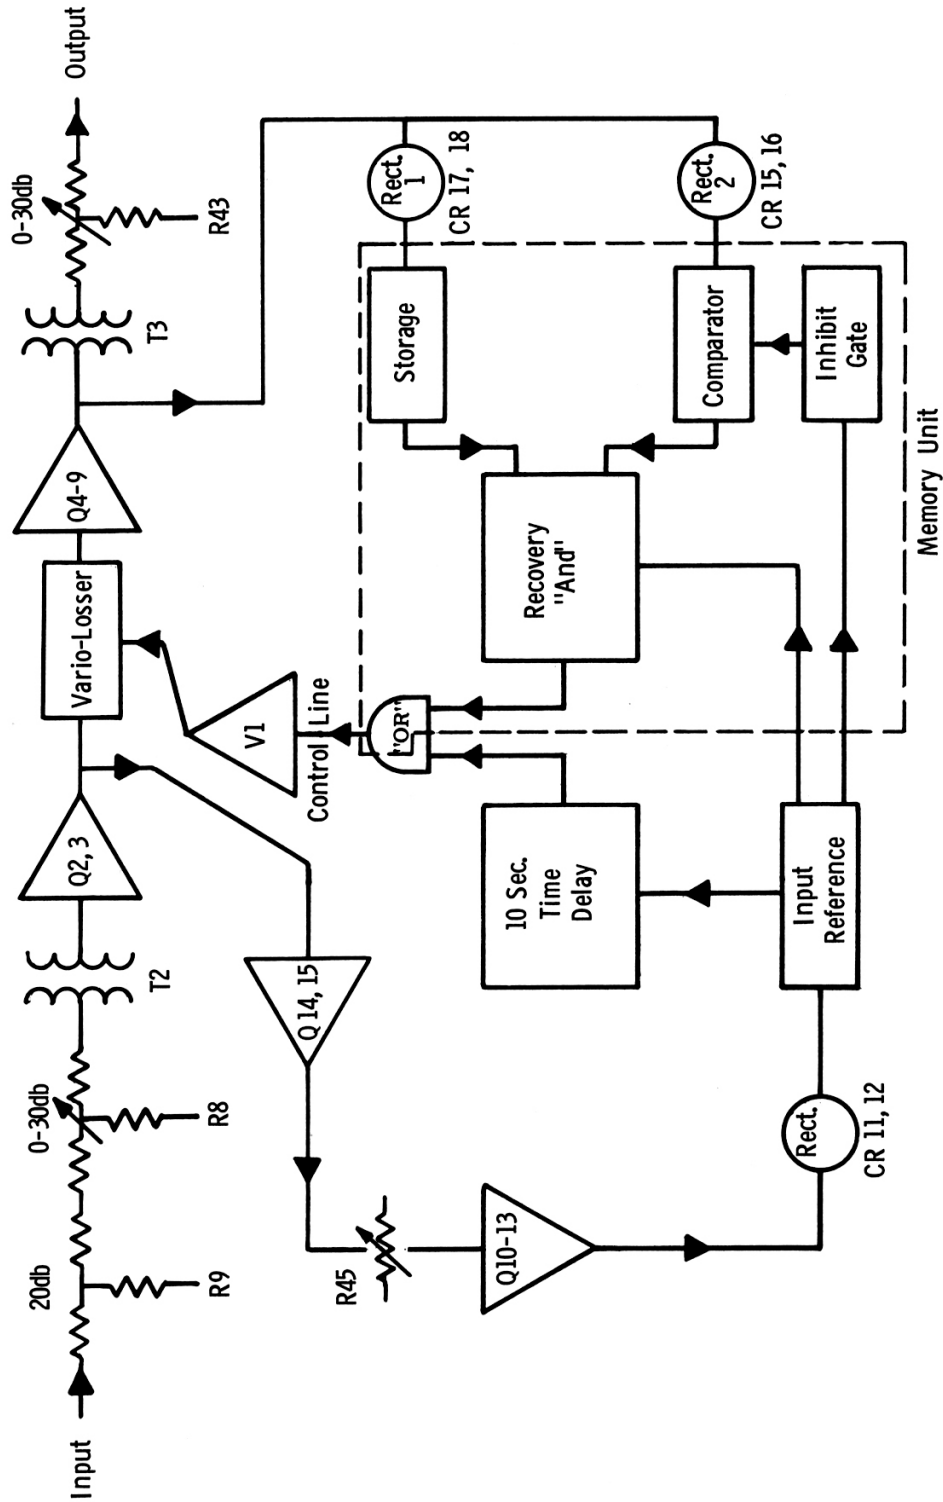 Input
20db
R9
0-30db
R8
T2
Q2, 3
Vario-Losser
Q4-9
T3
0-30db
R43
Output
Q 14, 15
V1
Control Line
"OR"
R45
Q10-13
10 Sec.
Time
Delay
Recovery
"And"
Storage
Rect.
1
CR 17, 18
Comparator
Rect.
2
CR 15, 16
Rect.
CR 11, 12
Input
Reference
Inhibit
Gate
Memory Unit